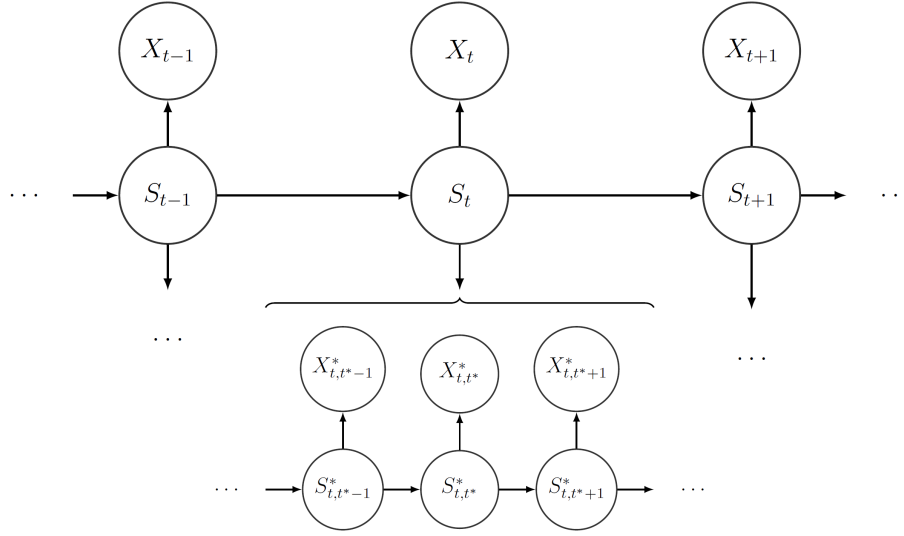 X_{t−1} X_t X_{t+1}
· · · S_{t−1} S_t S_{t+1} · ·
· · ·
· · ·
X^*_{t,t^*−1} X^*_{t,t^*} X^*_{t,t^*+1}
· · · S^*_{t,t^*−1} S^*_{t,t^*} S^*_{t,t^*+1} · · ·